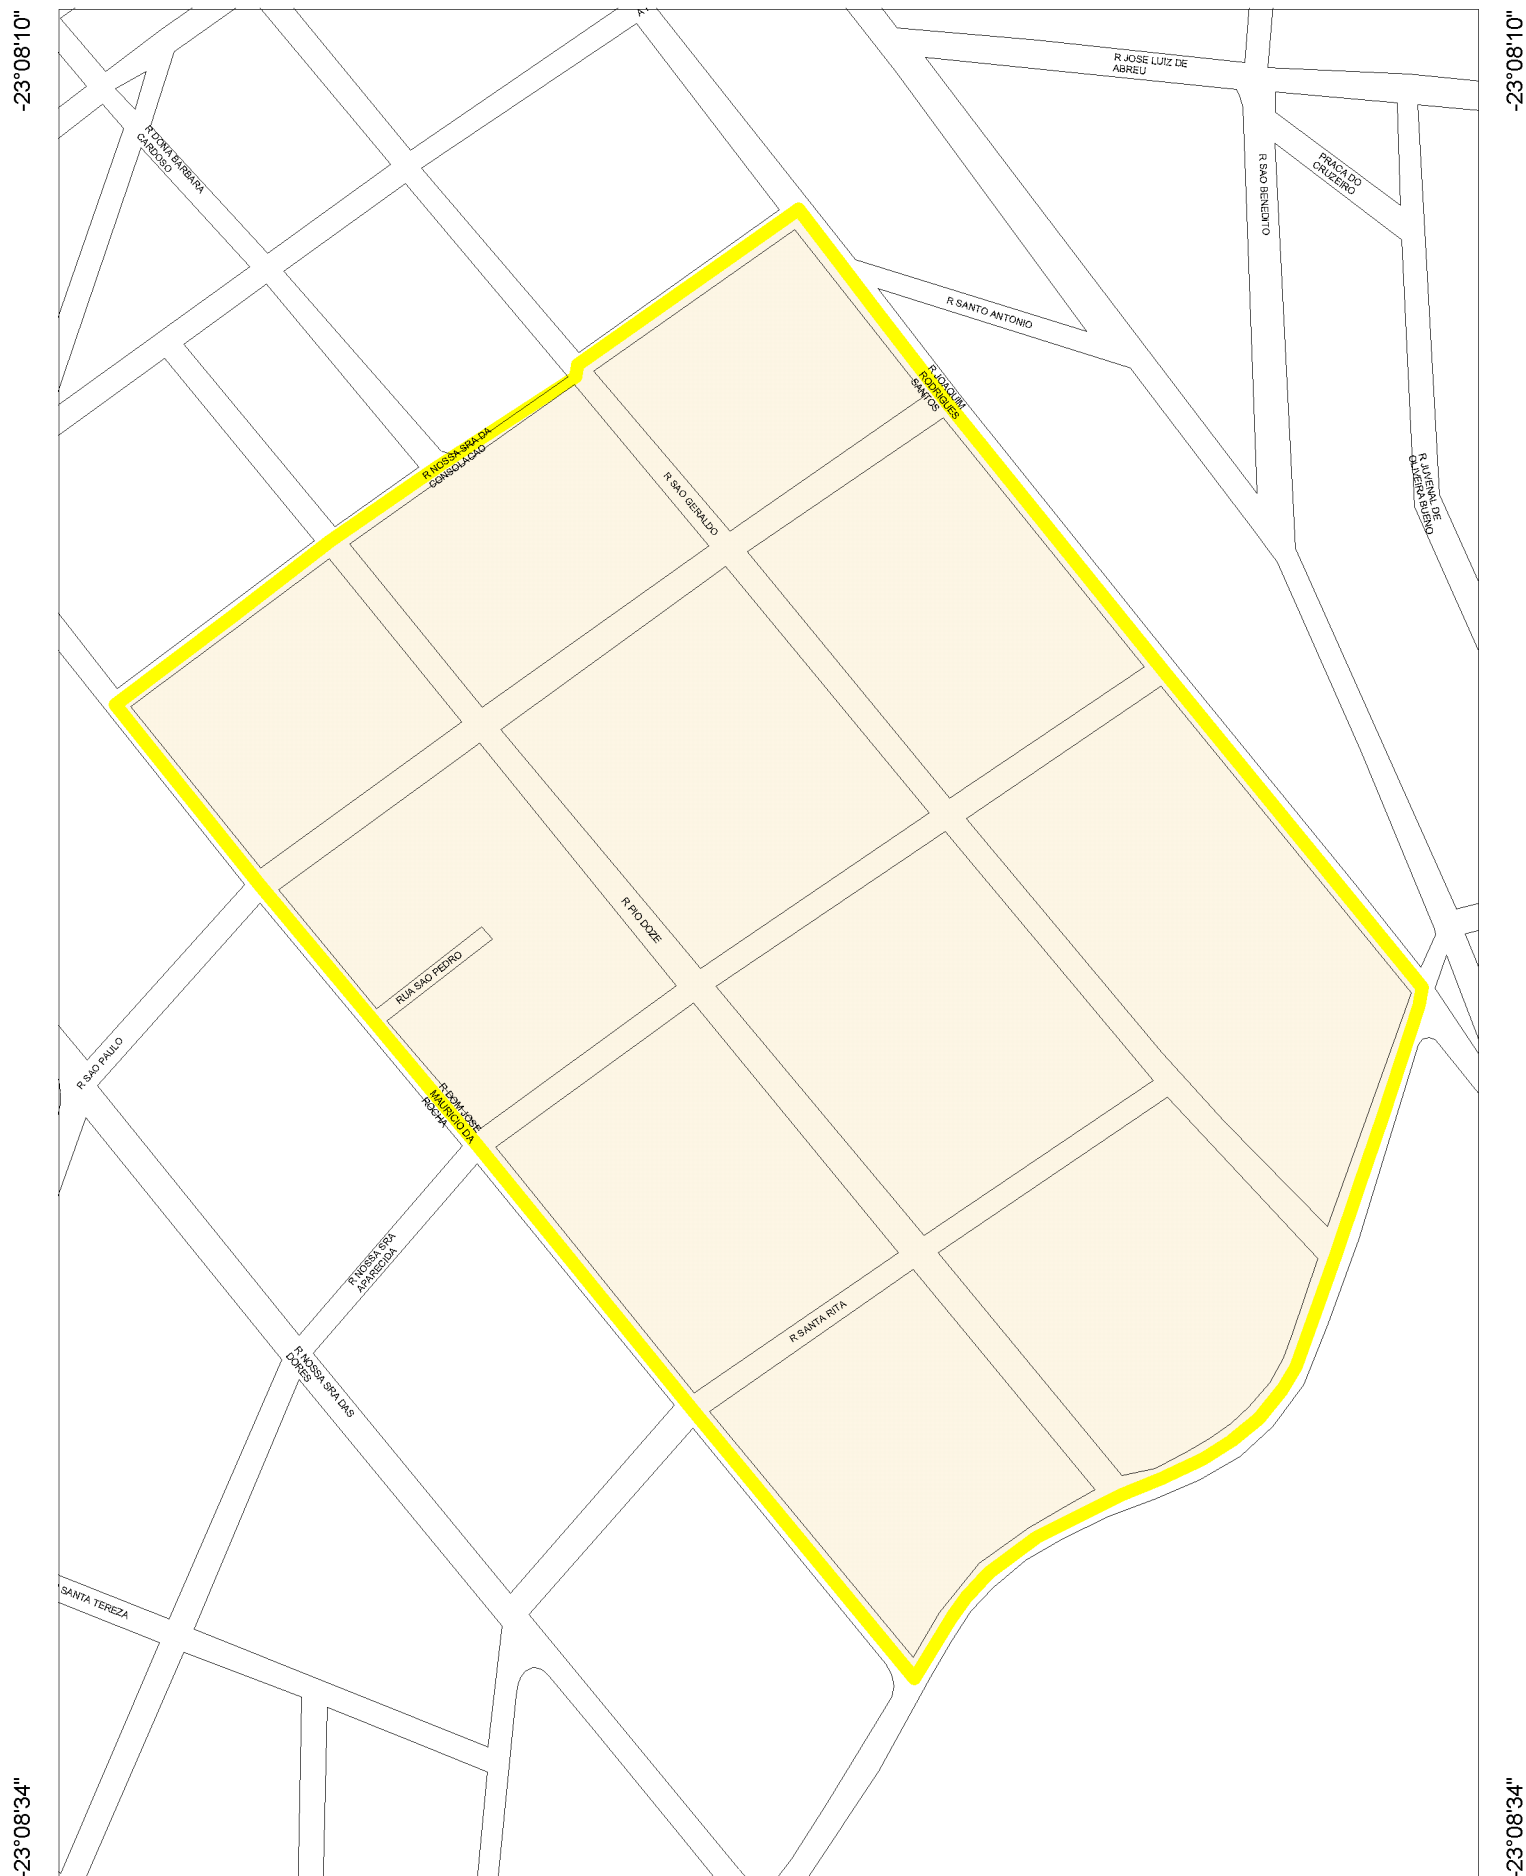 -23°08'10"
-23°08'10"
R JOSE LUIZ DE
ABREU
R DONA BARBARA
CARDOSO
PRACA DO
CRUZEIRO
R SAO BENEDITO
R SANTO ANTONIO
R JOAQUIM
RODRIGUES
SANTOS
R NOSSA SRA DA
CONSOLACAO
R SAO GERALDO
R JUVENAL DE
OLIVEIRA BUENO
R PIO DOZE
RUA SAO PEDRO
R SAO PAULO
R DOM JOSE
MAURICIO DA
ROCHA
R NOSSA SRA
APARECIDA
R SANTA RITA
R NOSSA SRA DAS
DORES
SANTA TEREZA
-23°08'34"
-23°08'34"